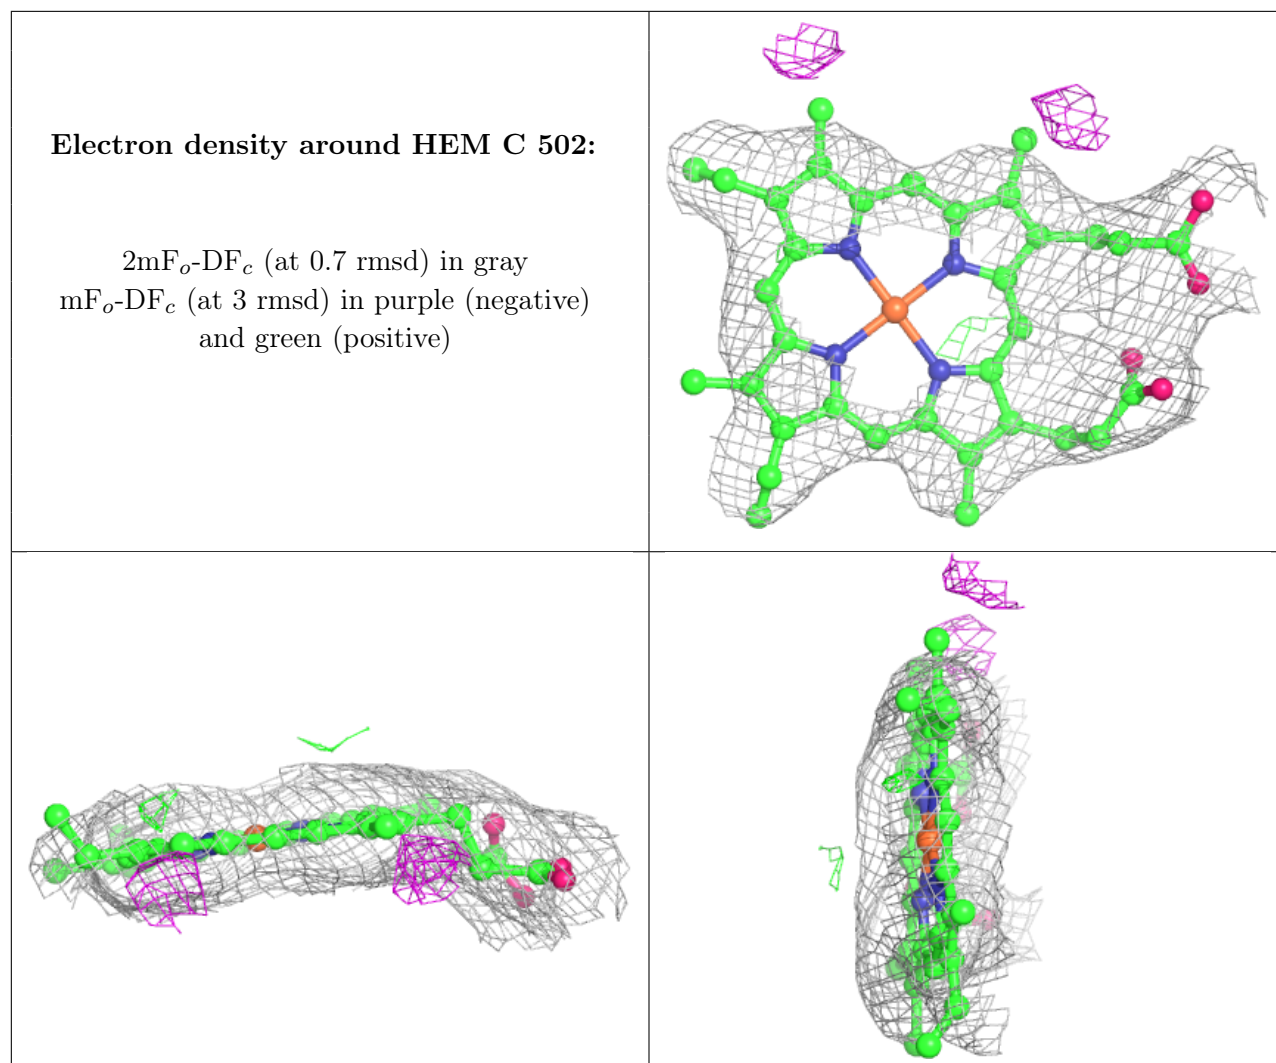 Electron density around HEM C 502:
2mFo-DFc (at 0.7 rmsd) in gray
mFo-DFc (at 3 rmsd) in purple (negative)
and green (positive)